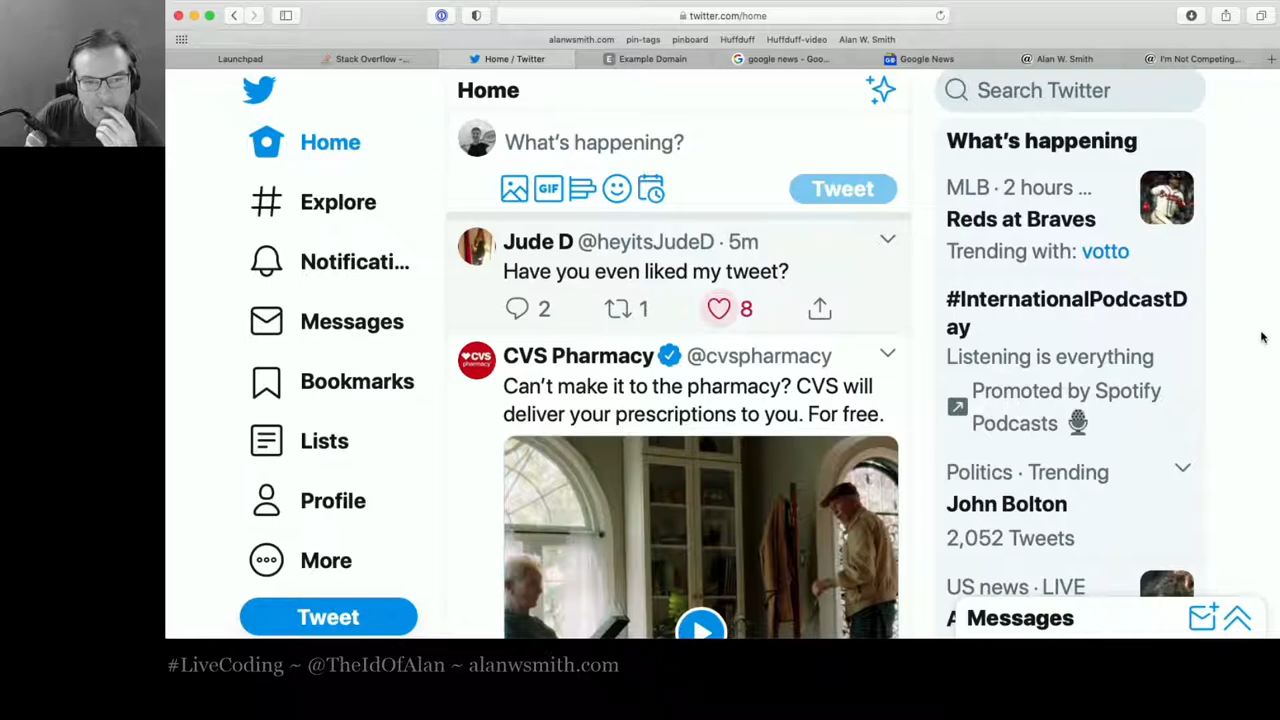 twitter.com/home
alanwsmith.com
pin-tags
pinboard
Huffduff
Huffduff-video
Alan W. Smith
Launchpad
Stack Overflow -...
Home / Twitter
Example Domain
google news - Goo...
Google News
Alan W. Smith
I'm Not Competing...
Home
Explore
Notificati...
Messages
Bookmarks
Lists
Profile
More
Tweet
Home
What's happening?
GIF
Tweet
Jude D @heyitsJudeD · 5m
Have you even liked my tweet?
2 1 8
CVS Pharmacy @cvspharmacy
Can't make it to the pharmacy? CVS will
deliver your prescriptions to you. For free.
Search Twitter
What's happening
MLB · 2 hours ...
Reds at Braves
Trending with: votto
#InternationalPodcastD
ay
Listening is everything
Promoted by Spotify
Podcasts
Politics · Trending
John Bolton
2,052 Tweets
US news · LIVE
Messages
#LiveCoding ~ @TheIdOfAlan ~ alanwsmith.com